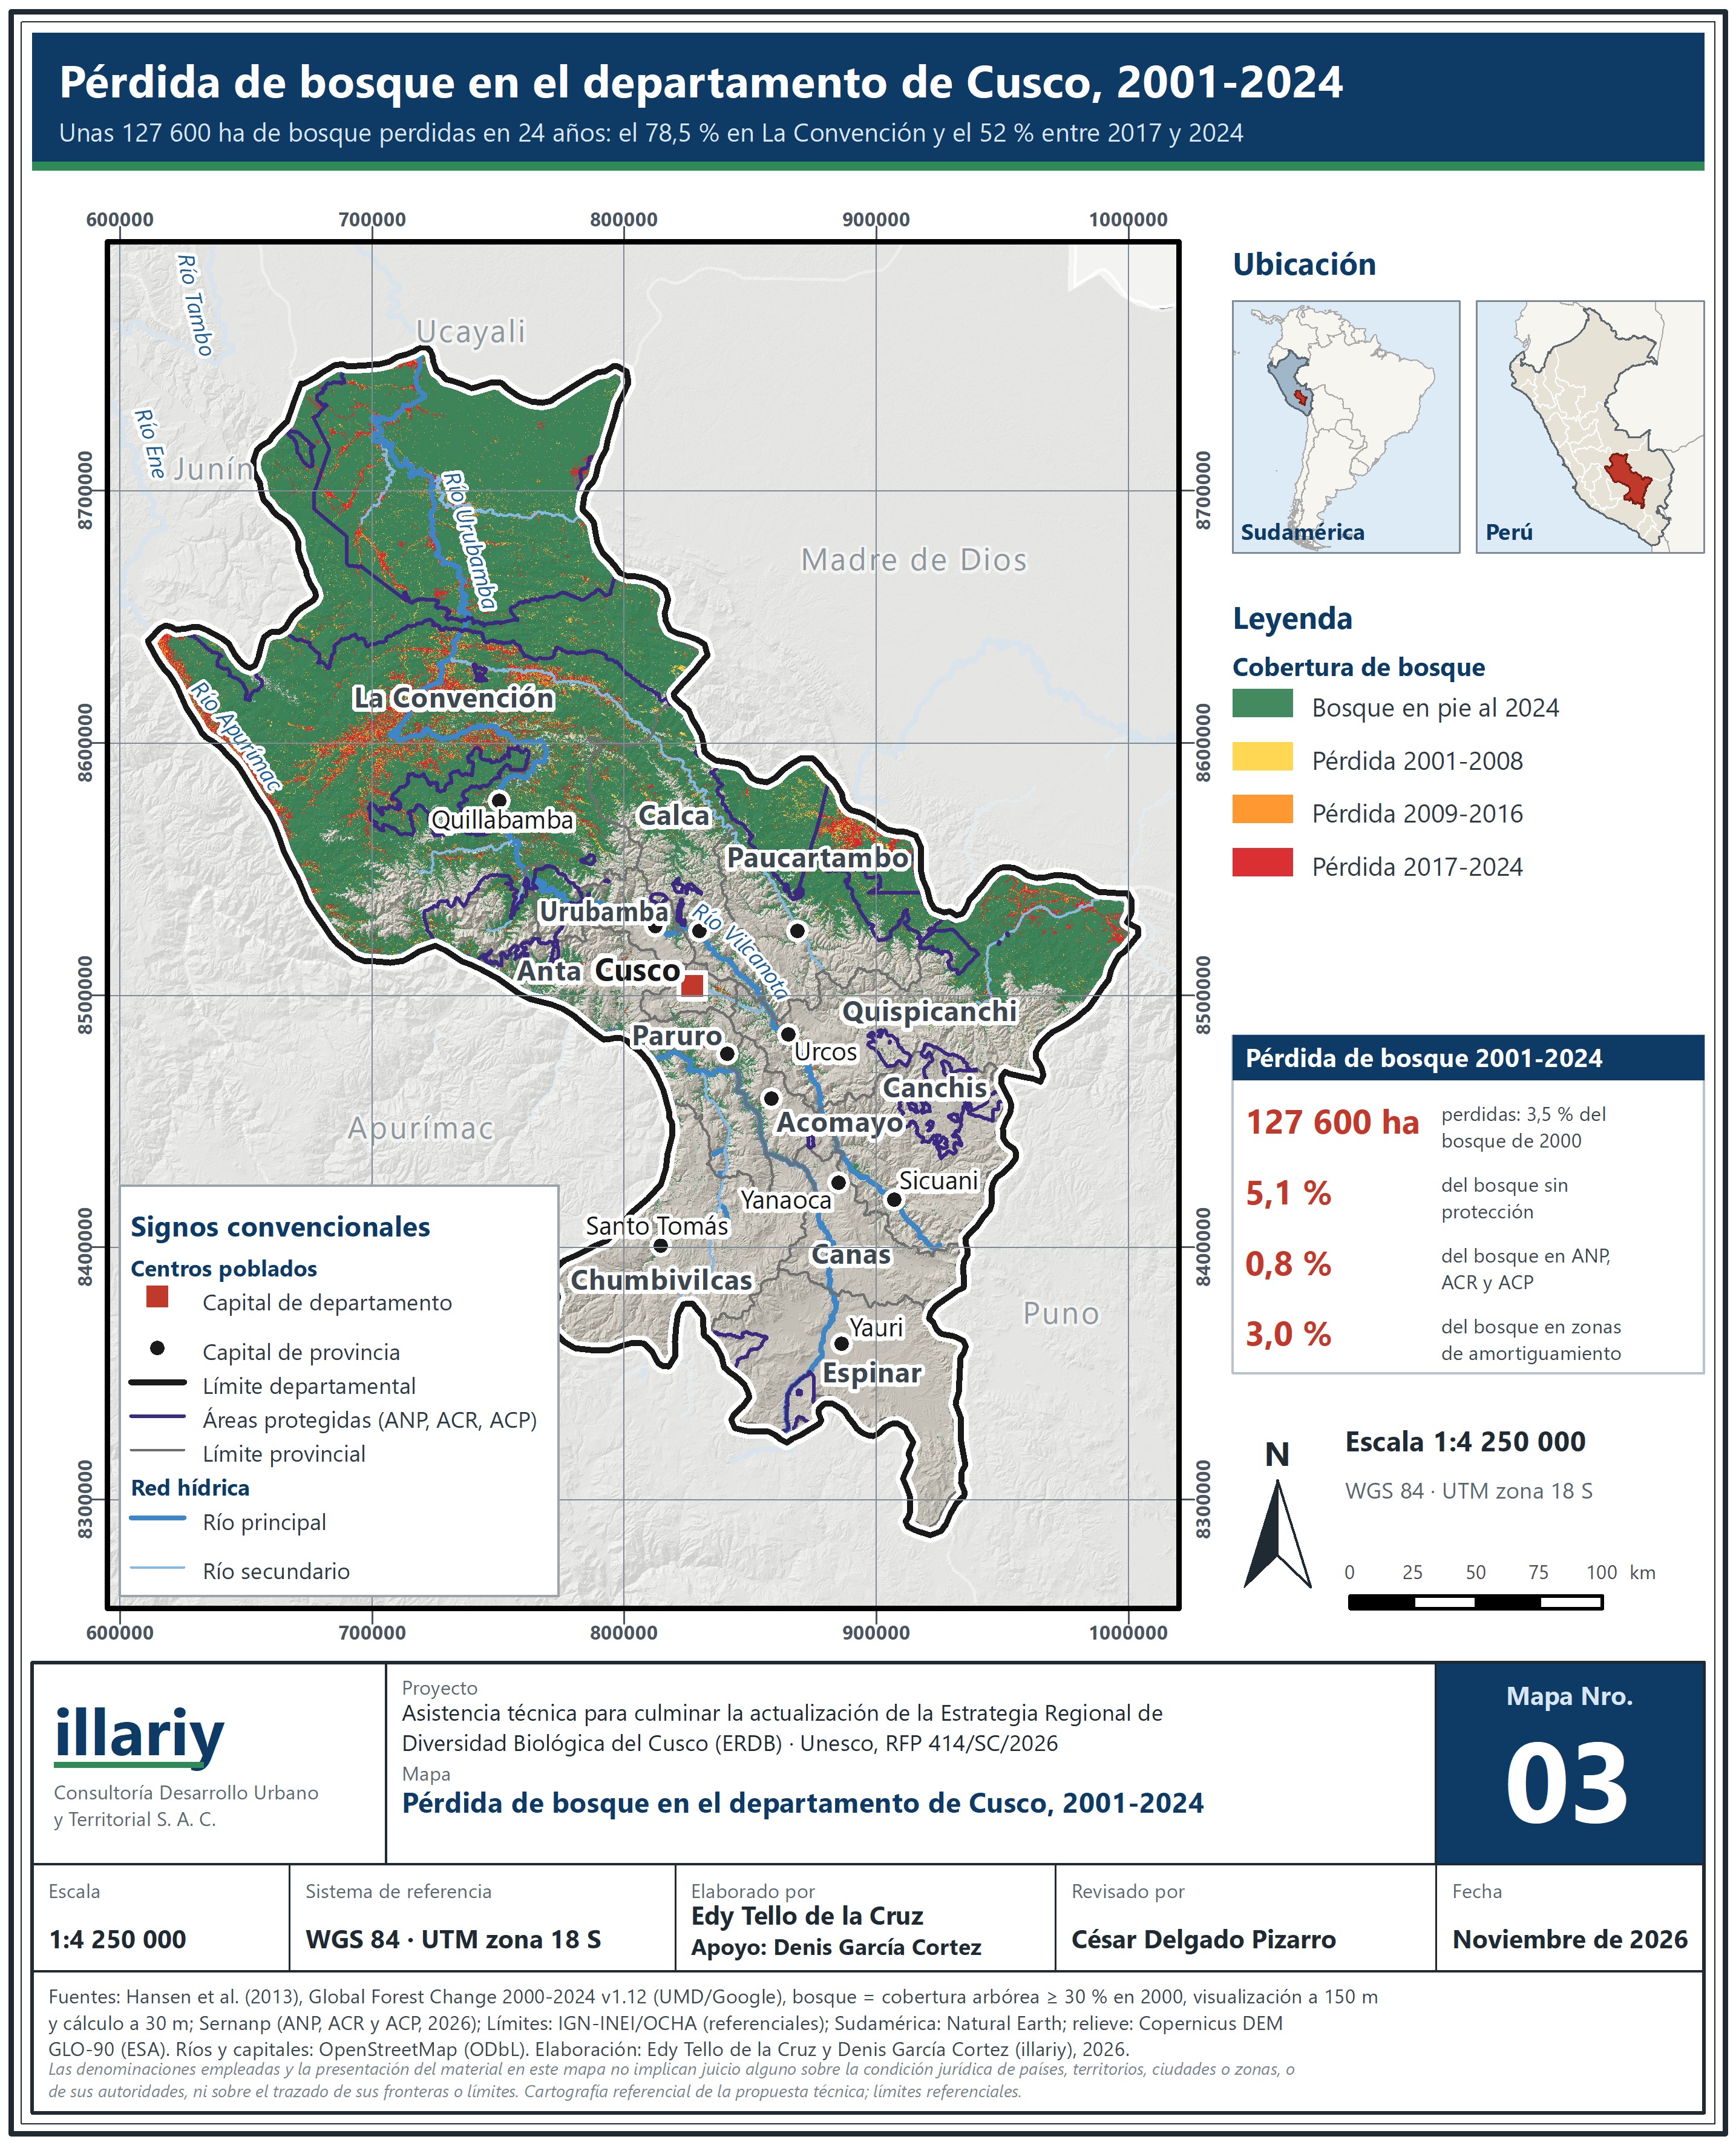 Pérdida de bosque en el departamento de Cusco, 2001-2024
Unas 127 600 ha de bosque perdidas en 24 años: el 78,5 % en La Convención y el 52 % entre 2017 y 2024
600000 700000 800000 900000 1000000
8700000
8600000
8500000
8400000
8300000
Río Tambo
Ucayali
Río Ene
Junín
Río Urubamba
Madre de Dios
La Convención
Río Apurímac
Quillabamba
Calca
Paucartambo
Urubamba
Río Vilcanota
Anta
Cusco
Quispicanchi
Paruro
Urcos
Canchis
Apurímac
Acomayo
Sicuani
Yanaoca
Santo Tomás
Canas
Chumbivilcas
Puno
Yauri
Espinar
8700000
8600000
8500000
8400000
8300000
600000 700000 800000 900000 1000000
Signos convencionales
Centros poblados
Capital de departamento
Capital de provincia
Límite departamental
Áreas protegidas (ANP, ACR, ACP)
Límite provincial
Red hídrica
Río principal
Río secundario
Ubicación
Sudamérica
Perú
Leyenda
Cobertura de bosque
Bosque en pie al 2024
Pérdida 2001-2008
Pérdida 2009-2016
Pérdida 2017-2024
Pérdida de bosque 2001-2024
127 600 ha perdidas: 3,5 % del
bosque de 2000
5,1 % del bosque sin
protección
0,8 % del bosque en ANP,
ACR y ACP
3,0 % del bosque en zonas
de amortiguamiento
N
Escala 1:4 250 000
WGS 84 · UTM zona 18 S
0 25 50 75 100 km
illariy
Consultoría Desarrollo Urbano
y Territorial S. A. C.
Proyecto
Asistencia técnica para culminar la actualización de la Estrategia Regional de
Diversidad Biológica del Cusco (ERDB) · Unesco, RFP 414/SC/2026
Mapa
Pérdida de bosque en el departamento de Cusco, 2001-2024
Mapa Nro.
03
Escala
1:4 250 000
Sistema de referencia
WGS 84 · UTM zona 18 S
Elaborado por
Edy Tello de la Cruz
Apoyo: Denis García Cortez
Revisado por
César Delgado Pizarro
Fecha
Noviembre de 2026
Fuentes: Hansen et al. (2013), Global Forest Change 2000-2024 v1.12 (UMD/Google), bosque = cobertura arbórea ≥ 30 % en 2000, visualización a 150 m
y cálculo a 30 m; Sernanp (ANP, ACR y ACP, 2026); Límites: IGN-INEI/OCHA (referenciales); Sudamérica: Natural Earth; relieve: Copernicus DEM
GLO-90 (ESA). Ríos y capitales: OpenStreetMap (ODbL). Elaboración: Edy Tello de la Cruz y Denis García Cortez (illariy), 2026.
Las denominaciones empleadas y la presentación del material en este mapa no implican juicio alguno sobre la condición jurídica de países, territorios, ciudades o zonas, o
de sus autoridades, ni sobre el trazado de sus fronteras o límites. Cartografía referencial de la propuesta técnica; límites referenciales.